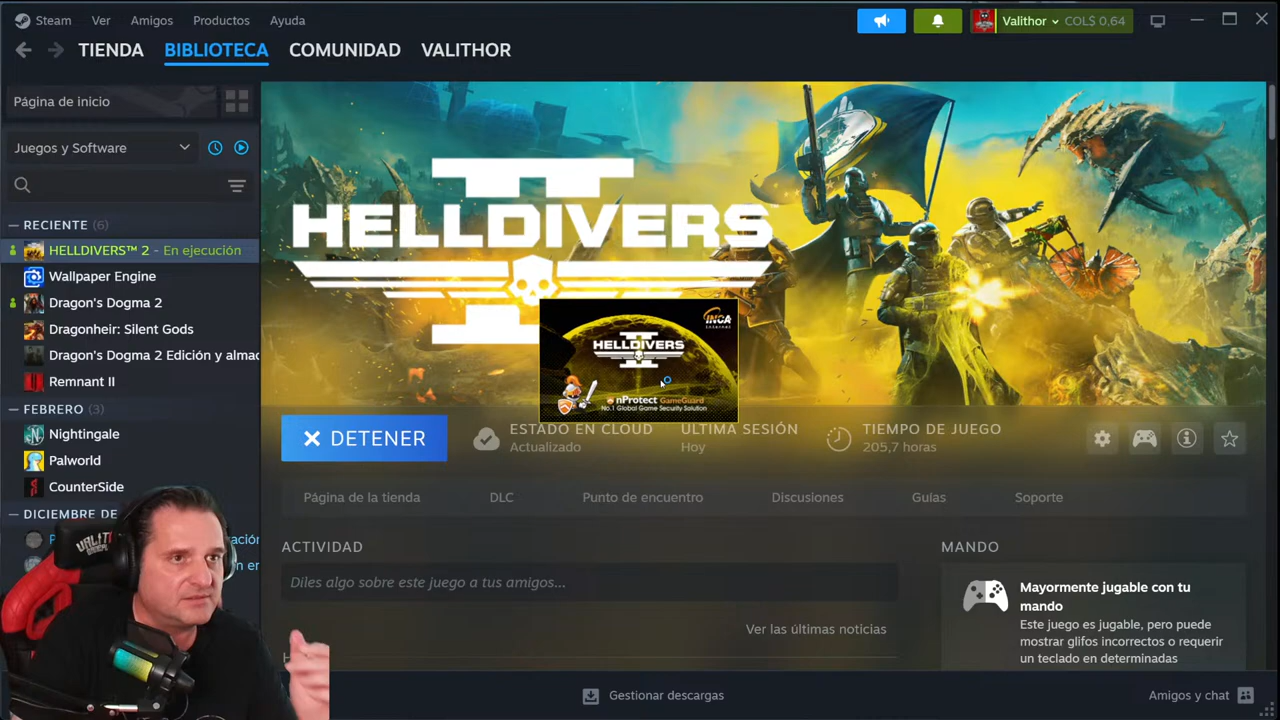 Steam Ver Amigos Productos Ayuda
Valithor COL$ 0,64
TIENDA BIBLIOTECA COMUNIDAD VALITHOR
Página de inicio
Juegos y Software
RECIENTE (6)
HELLDIVERS™ 2 - En ejecución
Wallpaper Engine
Dragon's Dogma 2
Dragonheir: Silent Gods
Dragon's Dogma 2 Edición y almac
Remnant II
FEBRERO (3)
Nightingale
Palworld
CounterSide
DICIEMBRE DE
ación
en er
HELLDIVERS
II
INCA
Internet
HELLDIVERS
nProtect GameGuard
No.1 Global Game Security Solution
DETENER
ESTADO EN CLOUD
Actualizado
ÚLTIMA SESIÓN
Hoy
TIEMPO DE JUEGO
205,7 horas
Página de la tienda DLC Punto de encuentro Discusiones Guías Soporte
ACTIVIDAD
Diles algo sobre este juego a tus amigos...
Ver las últimas noticias
MANDO
Mayormente jugable con tu
mando
Este juego es jugable, pero puede
mostrar glifos incorrectos o requerir
un teclado en determinadas
Gestionar descargas
Amigos y chat